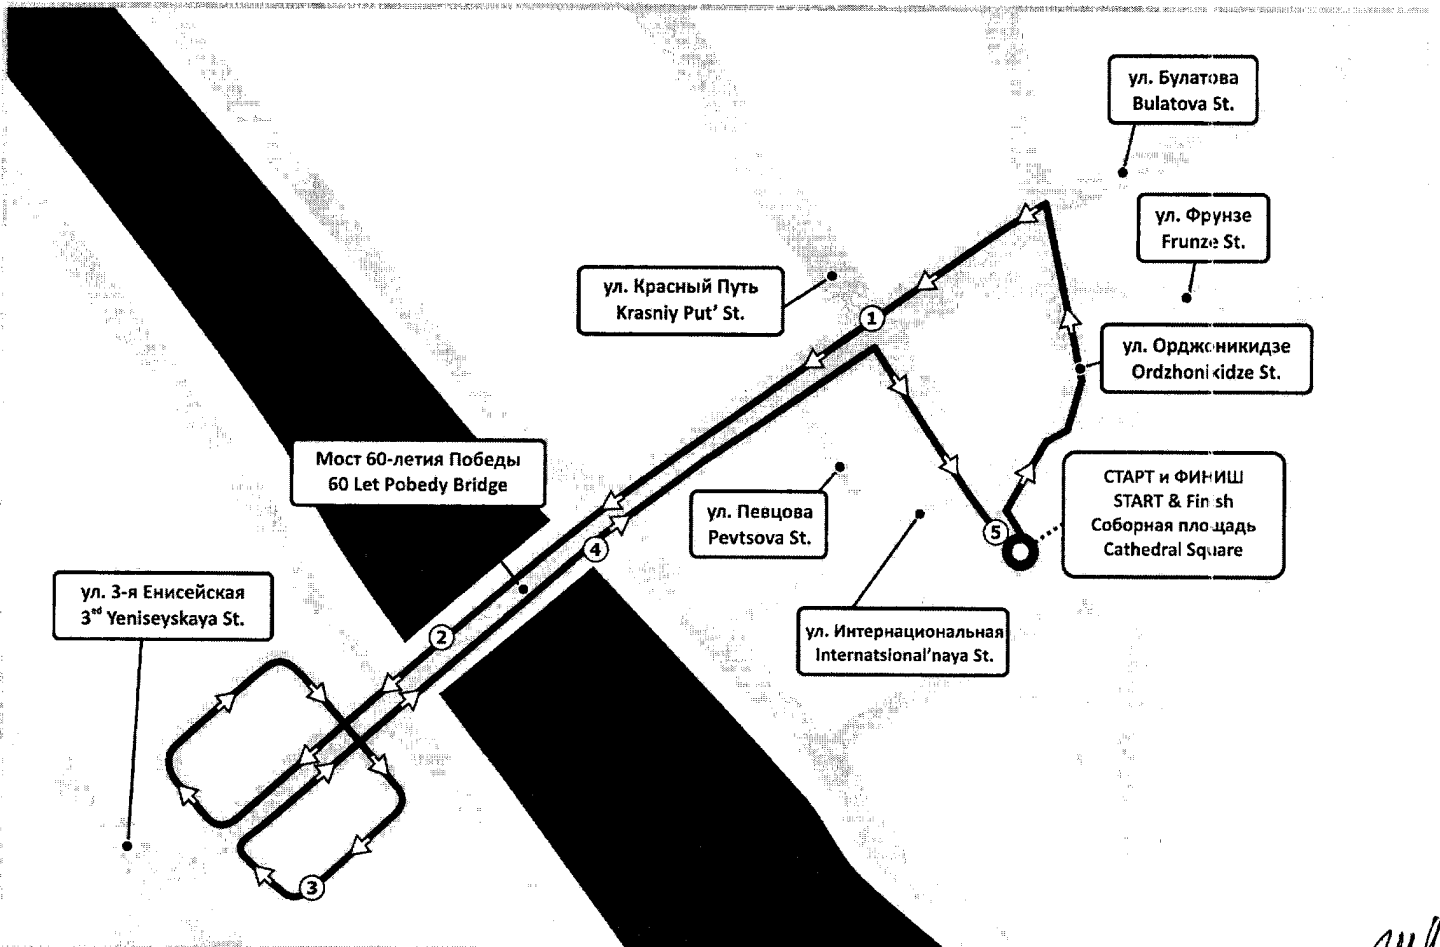 ул. Булатова
Bulatova St.
ул. Фрунзе
Frunze St.
ул. Красный Путь
Krasniy Put' St.
1
ул. Орджоникидзе
Ordzhonikidze St.
Мост 60-летия Победы
60 Let Pobedy Bridge
СТАРТ и ФИНИШ
START & Finish
Соборная площадь
Cathedral Square
ул. Певцова
Pevtsova St.
5
4
ул. 3-я Енисейская
3rd Yeniseyskaya St.
2
ул. Интернациональная
Internatsional'naya St.
3